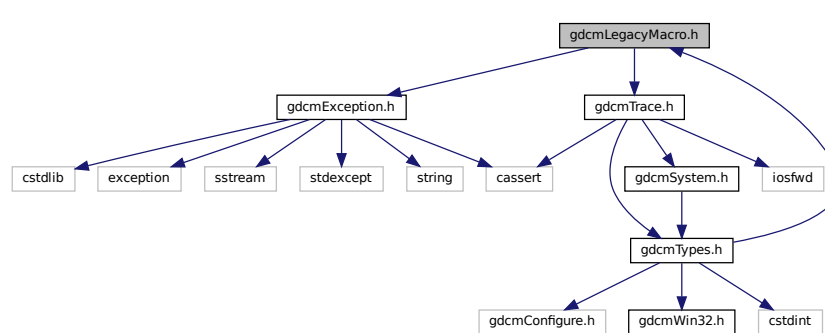 gdcmLegacyMacro.h
gdcmException.h
gdcmTrace.h
cstdlib
exception
sstream
stdexcept
string
cassert
gdcmSystem.h
iosfwd
gdcmTypes.h
gdcmConfigure.h
gdcmWin32.h
cstdint